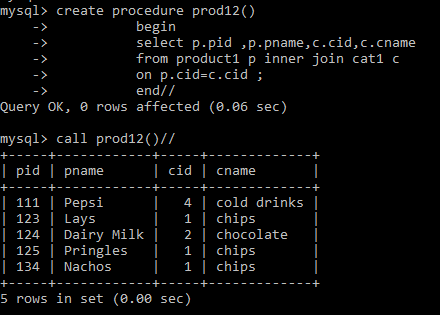 mysql> create procedure prod12()
    ->            begin
    ->            select p.pid ,p.pname,c.cid,c.cname
    ->            from product1 p inner join cat1 c
    ->            on p.cid=c.cid ;
    ->            end//
Query OK, 0 rows affected (0.06 sec)

mysql> call prod12()//
+-----+------------+-----+-------------+
| pid | pname      | cid | cname       |
+-----+------------+-----+-------------+
| 111 | Pepsi      |   4 | cold drinks |
| 123 | Lays       |   1 | chips       |
| 124 | Dairy Milk |   2 | chocolate   |
| 125 | Pringles   |   1 | chips       |
| 134 | Nachos     |   1 | chips       |
+-----+------------+-----+-------------+
5 rows in set (0.00 sec)